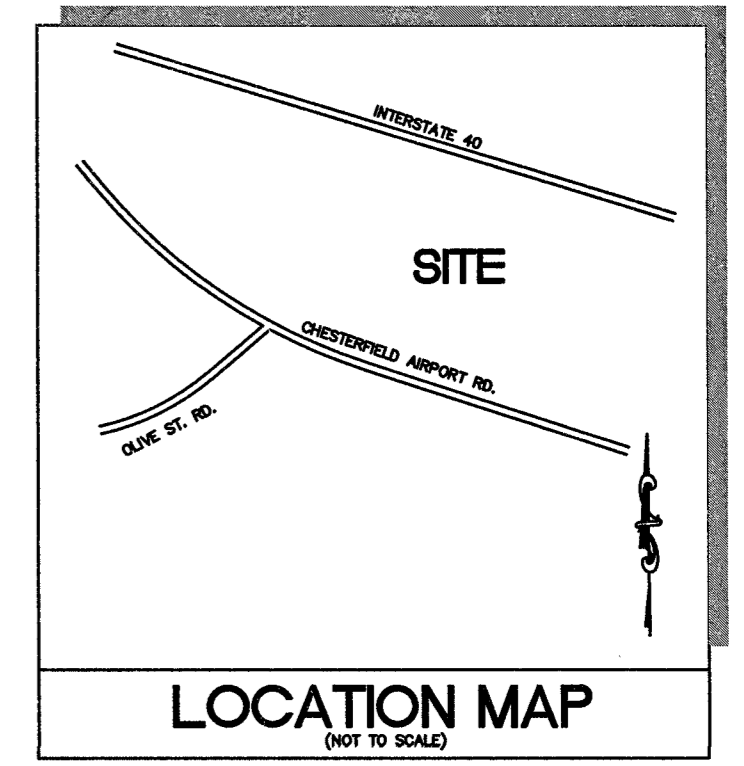 INTERSTATE 40
SITE
CHESTERFIELD AIRPORT RD.
OLIVE ST. RD.
LOCATION MAP
(NOT TO SCALE)